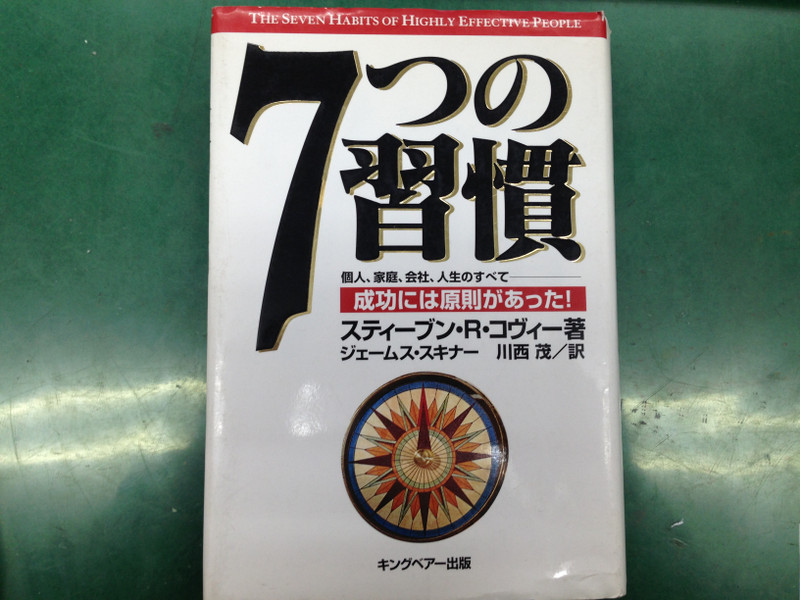 THE SEVEN HABITS OF HIGHLY EFFECTIVE PEOPLE
7つの
習慣
個人、家庭、会社、人生のすべて
成功には原則があった!
スティーブン・R・コヴィー著
ジェームス・スキナー 川西 茂/訳
キングベアー出版